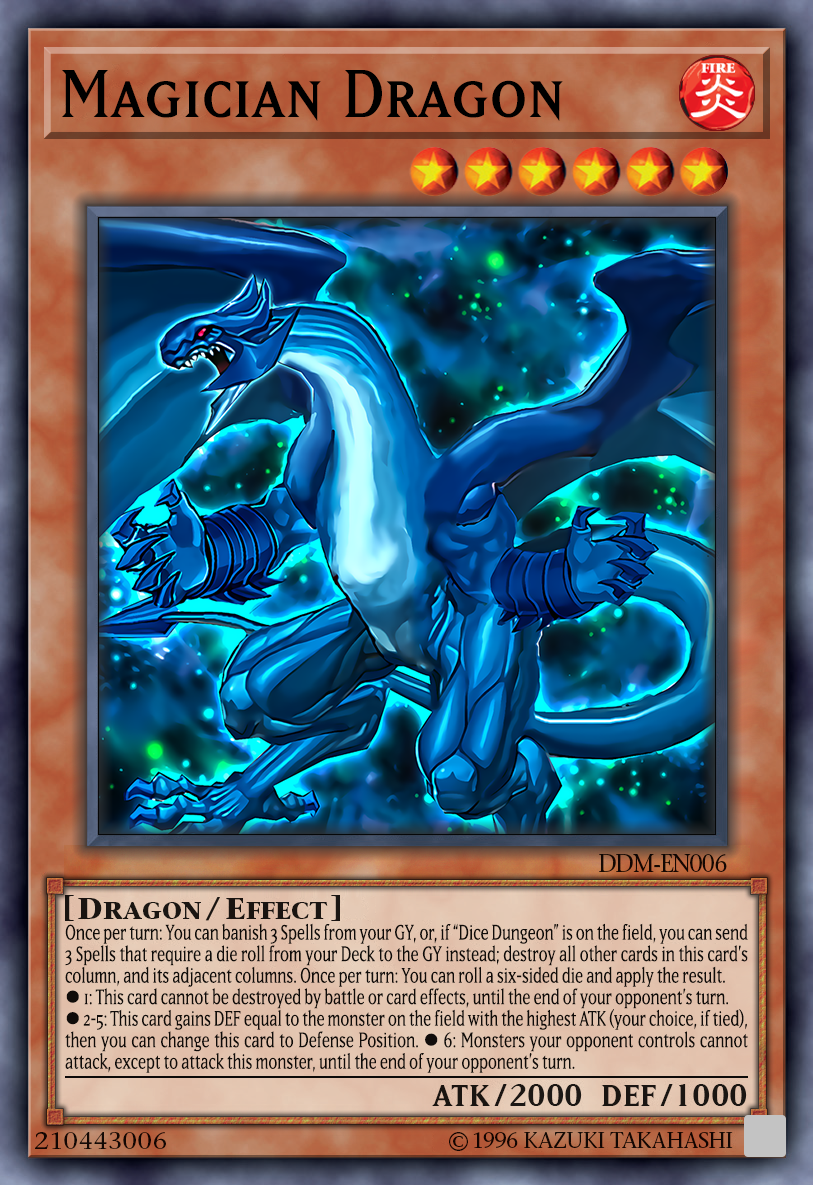 Magician Dragon
FIRE
炎
DDM-EN006
[Dragon / Effect]
Once per turn: You can banish 3 Spells from your GY, or, if “Dice Dungeon” is on the field, you can send
3 Spells that require a die roll from your Deck to the GY instead; destroy all other cards in this card's
column, and its adjacent columns. Once per turn: You can roll a six-sided die and apply the result.
● 1: This card cannot be destroyed by battle or card effects, until the end of your opponent's turn.
● 2-5: This card gains DEF equal to the monster on the field with the highest ATK (your choice, if tied),
then you can change this card to Defense Position. ● 6: Monsters your opponent controls cannot
attack, except to attack this monster, until the end of your opponent's turn.
ATK/2000 DEF/1000
210443006 © 1996 KAZUKI TAKAHASHI